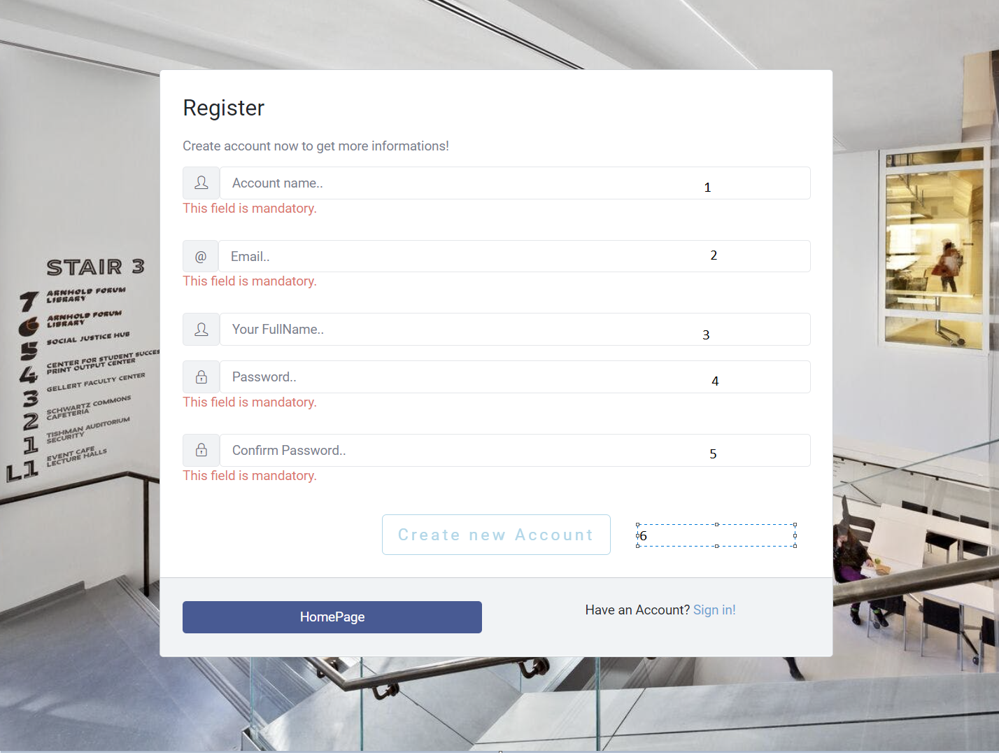 Register
Create account now to get more informations!
Account name..
1
This field is mandatory.
@
Email..
2
This field is mandatory.
Your FullName..
3
Password..
4
This field is mandatory.
Confirm Password..
5
This field is mandatory.
Create new Account
6
HomePage
Have an Account? Sign in!
STAIR 3
7 ARNHOLD FORUM
LIBRARY
6 ARNHOLD FORUM
LIBRARY
5 SOCIAL JUSTICE HUB
4 CENTER FOR STUDENT SUCCES
PRINT OUTPUT CENTER
3 GELLERT FACULTY CENTER
2 SCHWARTZ COMMONS
CAFETERIA
1 TISHMAN AUDITORIUM
SECURITY
L1 EVENT CAFE
LECTURE HALLS